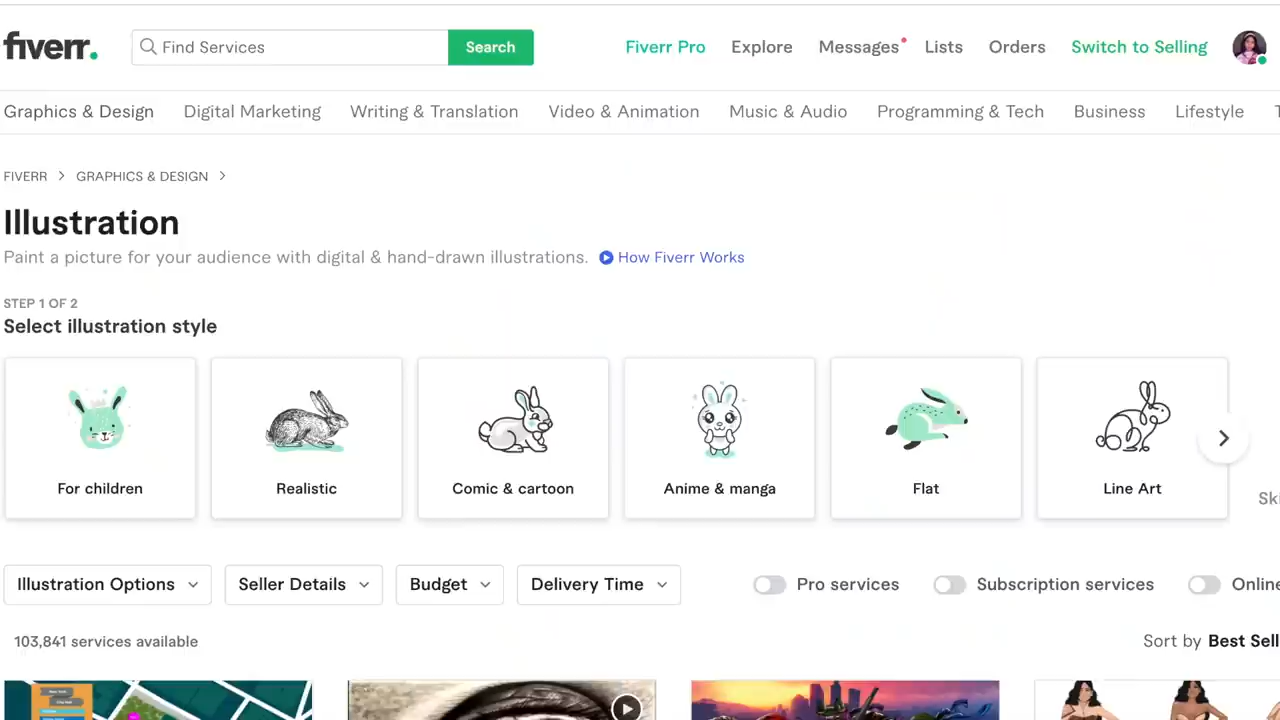 fiverr.
Find Services
Search
Fiverr Pro
Explore
Messages
Lists
Orders
Switch to Selling
Graphics & Design
Digital Marketing
Writing & Translation
Video & Animation
Music & Audio
Programming & Tech
Business
Lifestyle
FIVERR
GRAPHICS & DESIGN
Illustration
Paint a picture for your audience with digital & hand-drawn illustrations.
How Fiverr Works
STEP 1 OF 2
Select illustration style
For children
Realistic
Comic & cartoon
Anime & manga
Flat
Line Art
Illustration Options
Seller Details
Budget
Delivery Time
Pro services
Subscription services
Online
103,841 services available
Sort by Best Sell